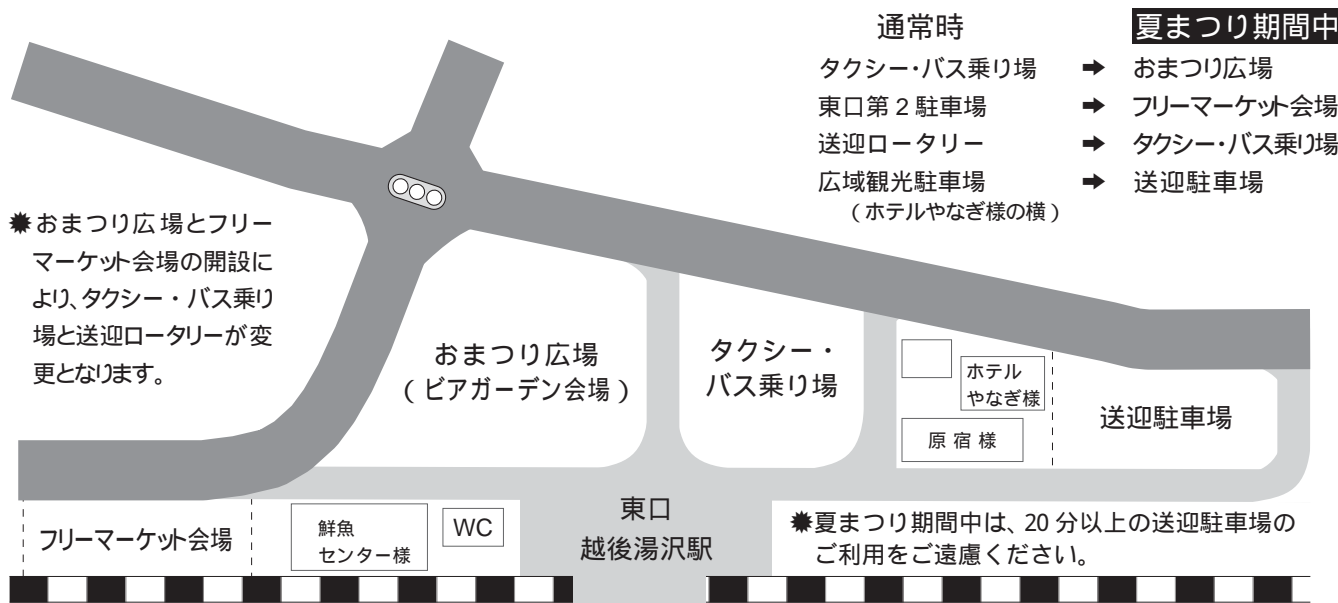 通常時 夏まつり期間中
タクシー・バス乗り場 ➡ おまつり広場
東口第2駐車場 ➡ フリーマーケット会場
送迎ロータリー ➡ タクシー・バス乗り場
広域観光駐車場 ➡ 送迎駐車場
(ホテルやなぎ様の横)
✹おまつり広場とフリー
マーケット会場の開設に
より、タクシー・バス乗り
場と送迎ロータリーが変
更となります。
おまつり広場
(ビアガーデン会場)
タクシー・
バス乗り場
ホテル
やなぎ様
原宿様
送迎駐車場
フリーマーケット会場
鮮魚
センター様
WC
東口
越後湯沢駅
✹夏まつり期間中は、20分以上の送迎駐車場の
ご利用をご遠慮ください。